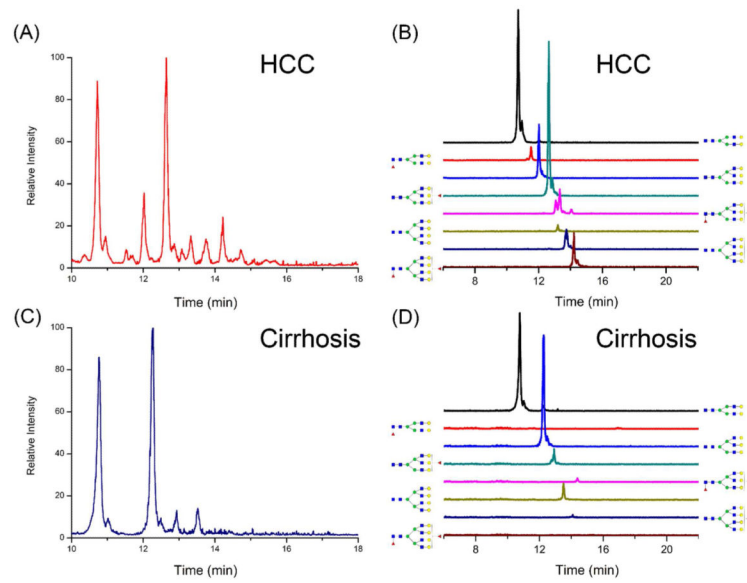 (A)
HCC
100
80
60
40
20
0
Relative Intensity
10 12 14 16 18
Time (min)
(B)
HCC
8 12 16 20
Time (min)
(C)
Cirrhosis
100
80
60
40
20
0
Relative Intensity
10 12 14 16 18
Time (min)
(D)
Cirrhosis
8 12 16 20
Time (min)